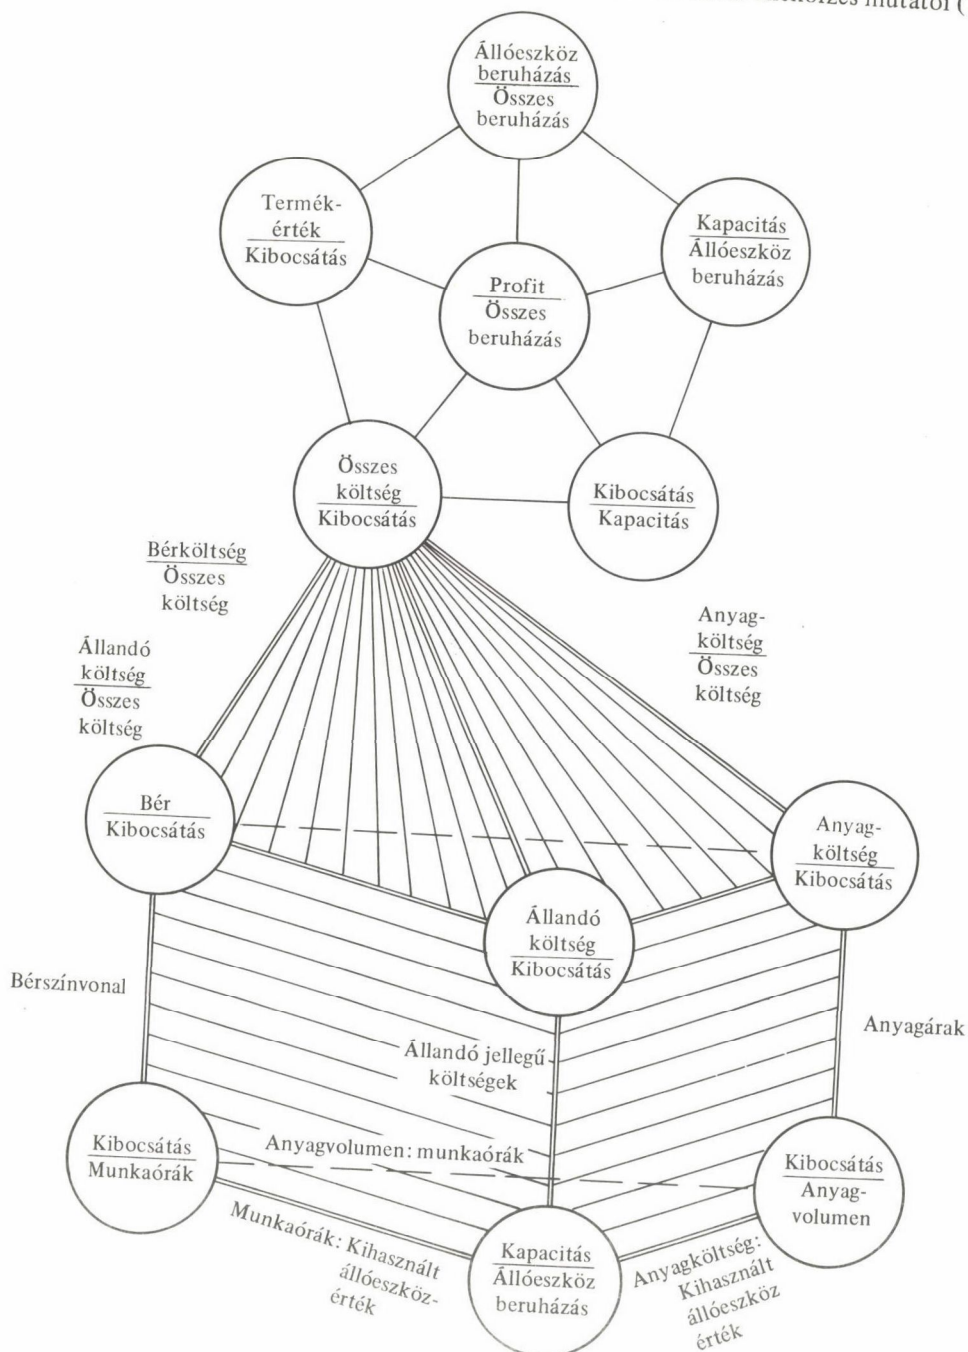 mutatói (
Állóeszköz
beruházás
Összes
beruházás
Termék-
érték
Kibocsátás
Kapacitás
Állóeszköz
beruházás
Profit
Összes
beruházás
Összes
költség
Kibocsátás
Kibocsátás
Kapacitás
Bérköltség
Összes
költség
Anyag-
költség
Összes
költség
Állandó
költség
Összes
költség
Bér
Kibocsátás
Anyag-
költség
Kibocsátás
Állandó
költség
Kibocsátás
Bérszínvonal
Anyagárak
Állandó jellegű
költségek
Kibocsátás
Munkaórák
Anyagvolumen: munkaórák
Kibocsátás
Anyag-
volumen
Munkaórák: Kihasznált
állóeszköz-
érték
Kapacitás
Állóeszköz
beruházás
Anyagköltség:
Kihasznált
állóeszköz
érték